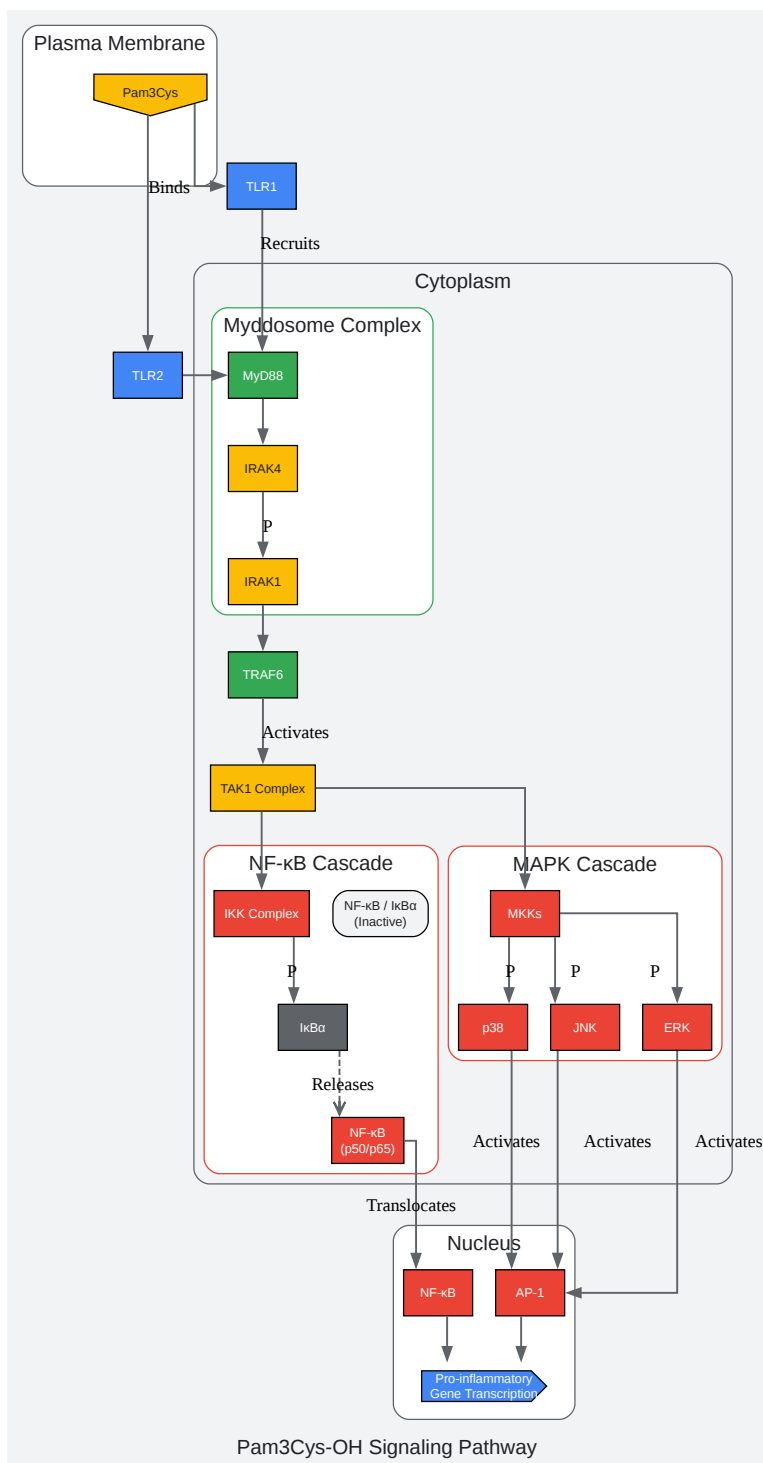 Plasma Membrane
Pam3Cys
Binds
TLR1
Recruits
Cytoplasm
Myddosome Complex
TLR2
MyD88
IRAK4
P
IRAK1
TRAF6
Activates
TAK1 Complex
NF-κB Cascade
MAPK Cascade
IKK Complex
NF-κB / IκBα
(Inactive)
MKKs
P
P
P
P
IκBα
p38
JNK
ERK
Releases
NF-κB
(p50/p65)
Activates
Activates
Activates
Translocates
Nucleus
NF-κB
AP-1
Pro-inflammatory
Gene Transcription
Pam3Cys-OH Signaling Pathway